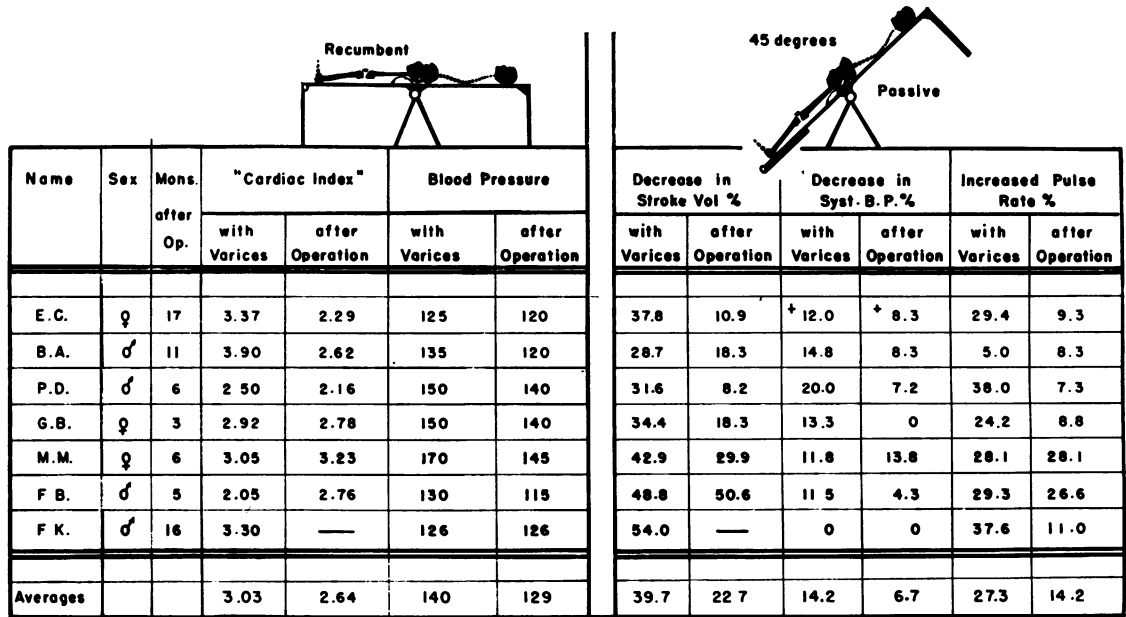 Recumbent
45 degrees
Passive
Name Sex Mons. after Op. "Cardiac Index" Blood Pressure Decrease in Stroke Vol % Decrease in Syst. B.P.% Increased Pulse Rate %
with Varices after Operation with Varices after Operation with Varices after Operation with Varices after Operation with Varices after Operation
E.C. ♀ 17 3.37 2.29 125 120 37.8 10.9 + 12.0 + 8.3 29.4 9.3
B.A. ♂ 11 3.90 2.62 135 120 28.7 18.3 14.8 8.3 5.0 8.3
P.D. ♂ 6 2 50 2.16 150 140 31.6 8.2 20.0 7.2 38.0 7.3
G.B. ♀ 3 2.92 2.78 150 140 34.4 18.3 13.3 0 24.2 8.8
M.M. ♀ 6 3.05 3.23 170 145 42.9 29.9 11.8 13.8 28.1 28.1
F B. ♂ 5 2.05 2.76 130 115 48.8 50.6 11 5 4.3 29.3 26.6
F K. ♂ 16 3.30 — 126 126 54.0 — 0 0 37.6 11.0
Averages 3.03 2.64 140 129 39.7 22 7 14.2 6.7 27.3 14.2